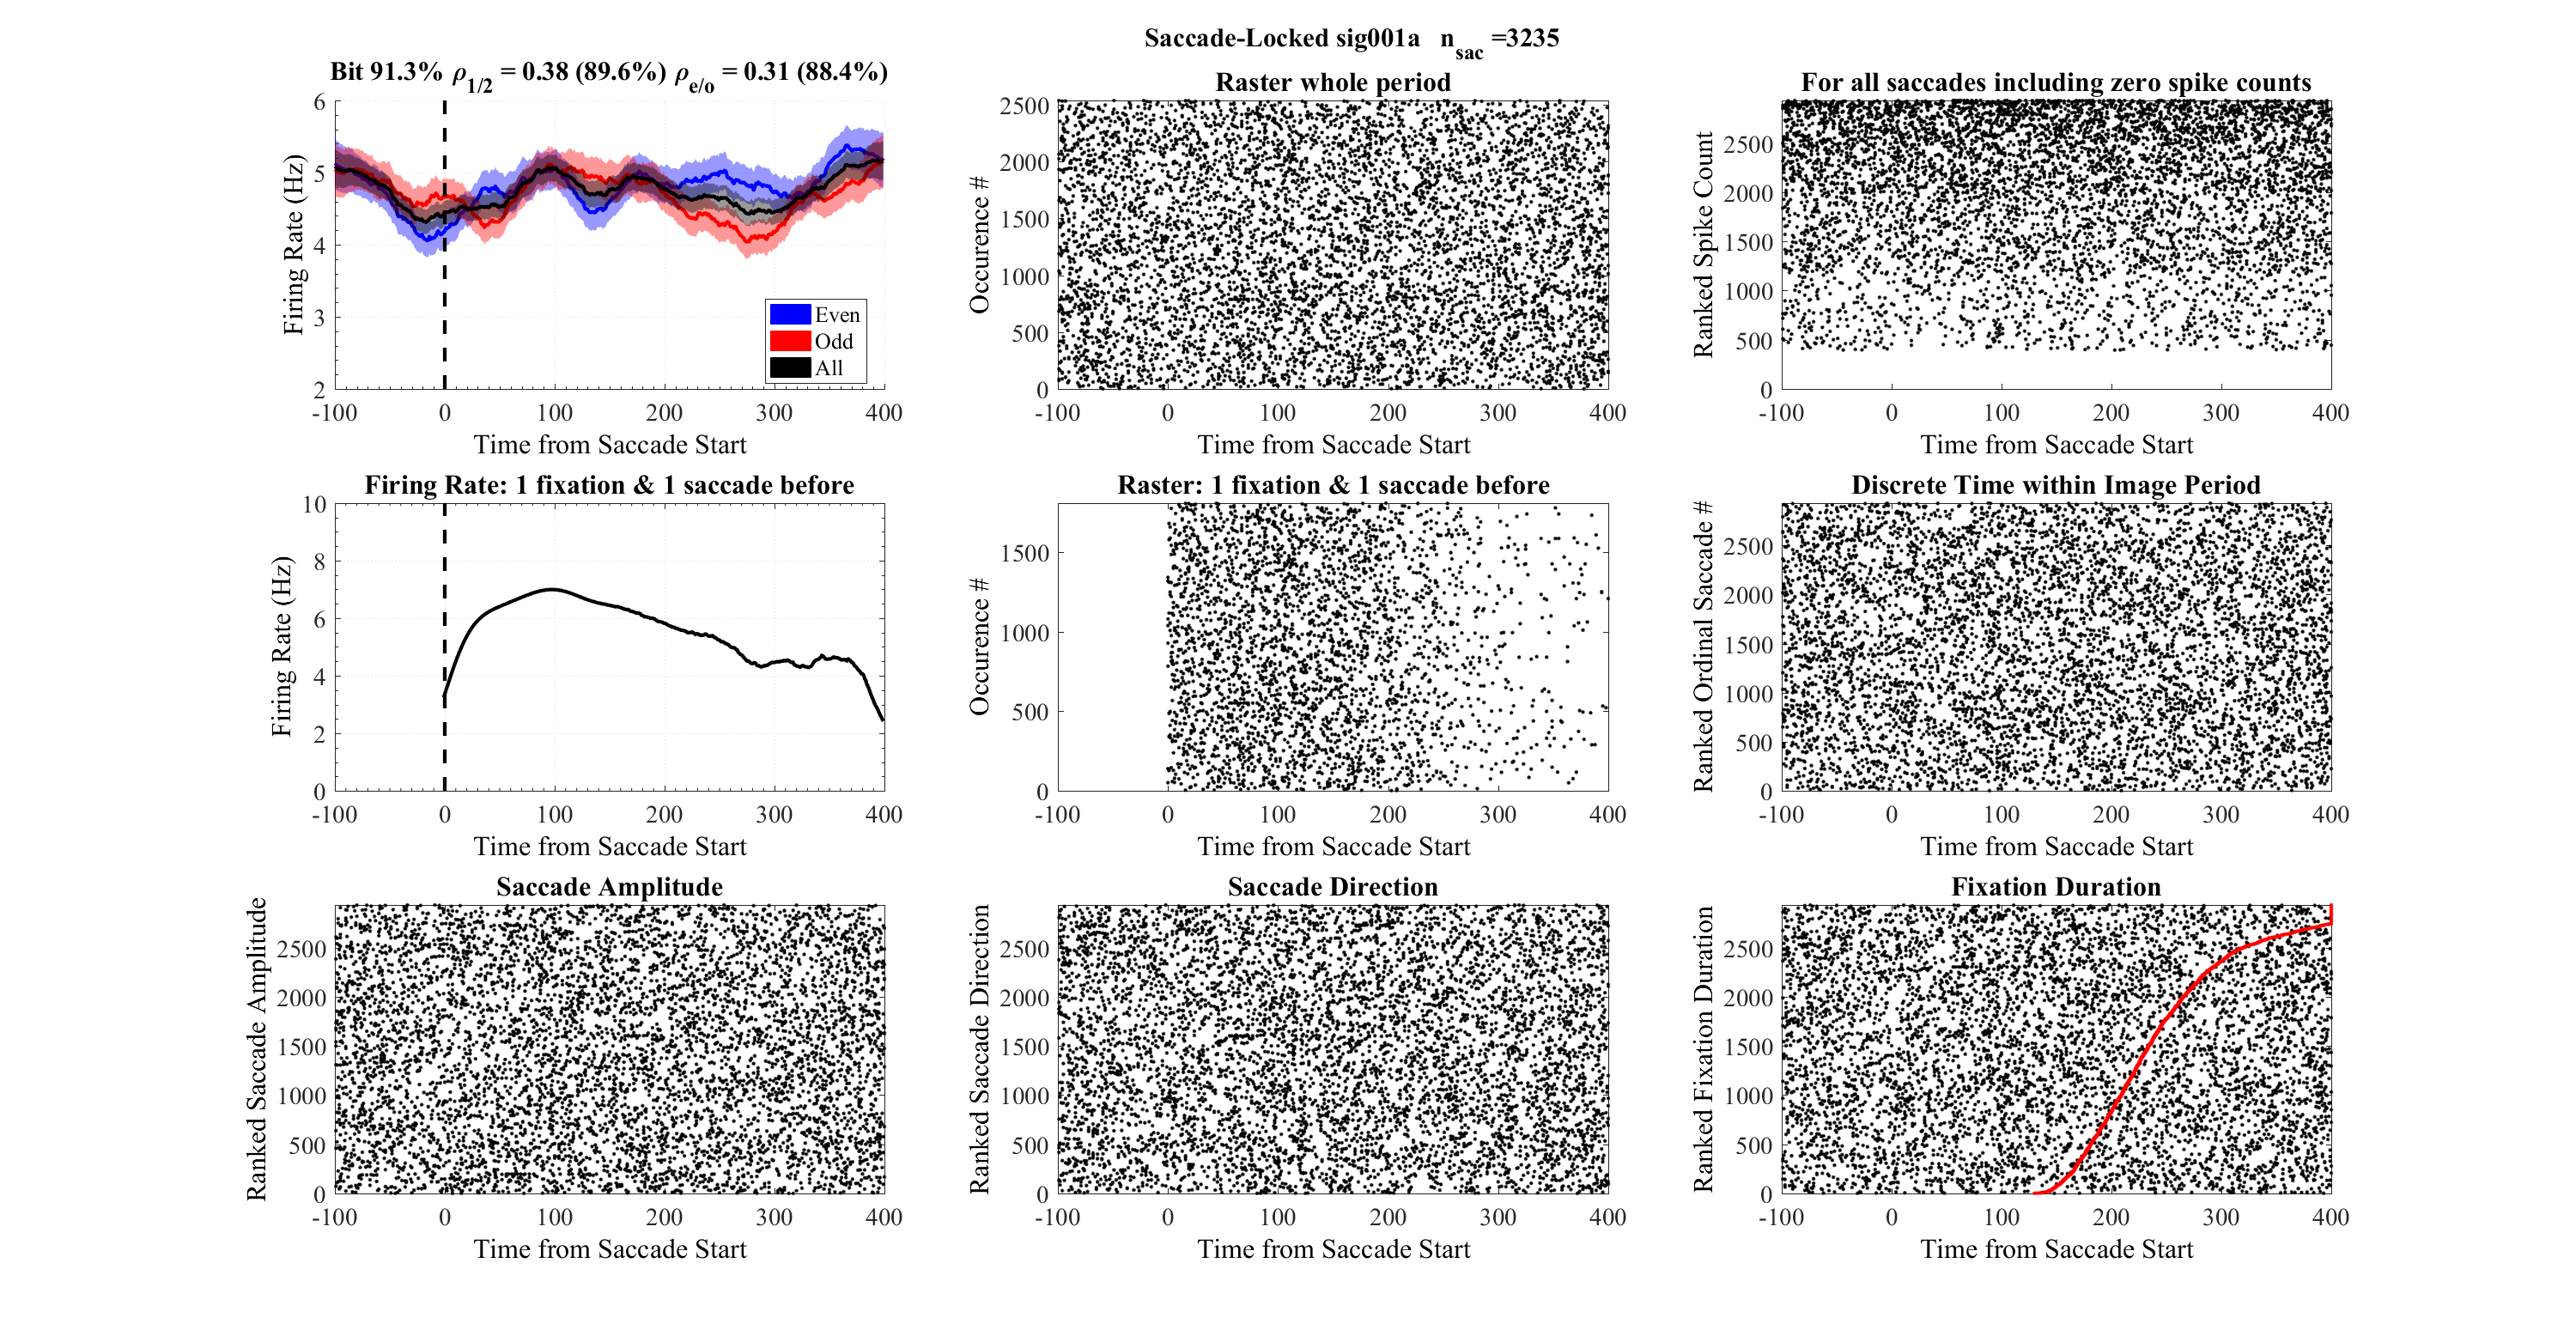 Saccade-Locked sig001a n_sac =3235
Bit 91.3% ρ_1/2 = 0.38 (89.6%) ρ_e/o = 0.31 (88.4%)
Firing Rate (Hz)
6
5
4
3
2
Even
Odd
All
-100 0 100 200 300 400
Time from Saccade Start
Raster whole period
Occurence #
2500
2000
1500
1000
500
0
-100 0 100 200 300 400
Time from Saccade Start
For all saccades including zero spike counts
Ranked Spike Count
2500
2000
1500
1000
500
0
-100 0 100 200 300 400
Time from Saccade Start
Firing Rate: 1 fixation & 1 saccade before
Firing Rate (Hz)
10
8
6
4
2
0
-100 0 100 200 300 400
Time from Saccade Start
Raster: 1 fixation & 1 saccade before
Occurence #
1500
1000
500
0
-100 0 100 200 300 400
Time from Saccade Start
Discrete Time within Image Period
Ranked Ordinal Saccade #
2500
2000
1500
1000
500
0
-100 0 100 200 300 400
Time from Saccade Start
Saccade Amplitude
Ranked Saccade Amplitude
2500
2000
1500
1000
500
0
-100 0 100 200 300 400
Time from Saccade Start
Saccade Direction
Ranked Saccade Direction
2500
2000
1500
1000
500
0
-100 0 100 200 300 400
Time from Saccade Start
Fixation Duration
Ranked Fixation Duration
2500
2000
1500
1000
500
0
-100 0 100 200 300 400
Time from Saccade Start